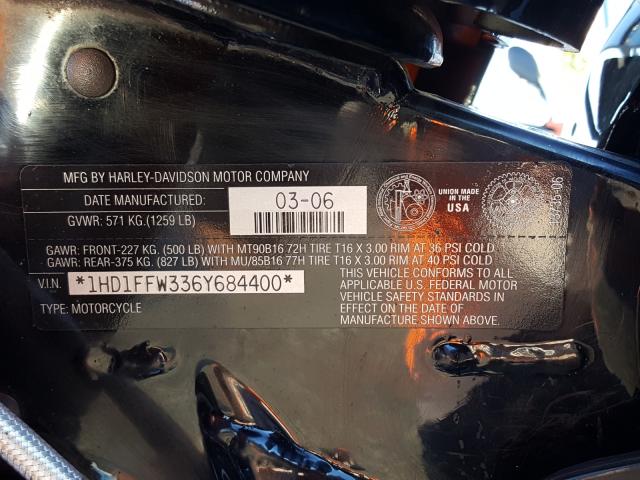 MFG BY HARLEY-DAVIDSON MOTOR COMPANY
DATE MANUFACTURED: 03-06
GVWR: 571 KG.(1259 LB)
UNION MADE
IN THE
USA
GAWR: FRONT-227 KG. (500 LB) WITH MT90B16 72H TIRE T16 X 3.00 RIM AT 36 PSI COLD.
GAWR: REAR-375 KG. (827 LB) WITH MU/85B16 77H TIRE T16 X 3.00 RIM AT 40 PSI COLD.
V.I.N. *1HD1FFW336Y684400*
TYPE: MOTORCYCLE
THIS VEHICLE CONFORMS TO ALL
APPLICABLE U.S. FEDERAL MOTOR
VEHICLE SAFETY STANDARDS IN
EFFECT ON THE DATE OF
MANUFACTURE SHOWN ABOVE.